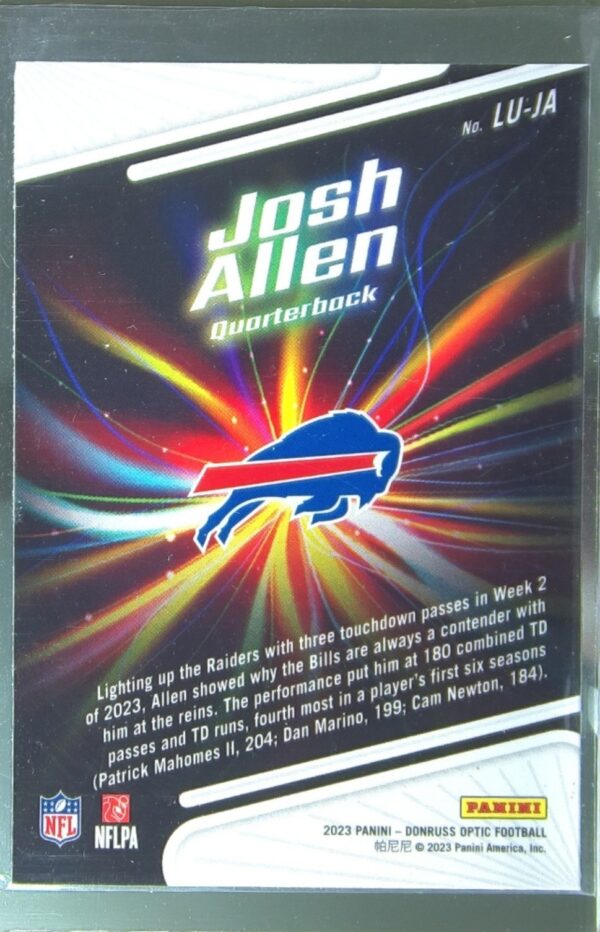 No. LU-JA
Josh
Allen
Quarterback
Lighting up the Raiders with three touchdown passes in Week 2
of 2023, Allen showed why the Bills are always a contender with
him at the reins. The performance put him at 180 combined TD
passes and TD runs, fourth most in a player's first six seasons
(Patrick Mahomes II, 204; Dan Marino, 199; Cam Newton, 184).
NFL
NFLPA
PANINI
2023 PANINI – DONRUSS OPTIC FOOTBALL
帕尼尼 © 2023 Panini America, Inc.